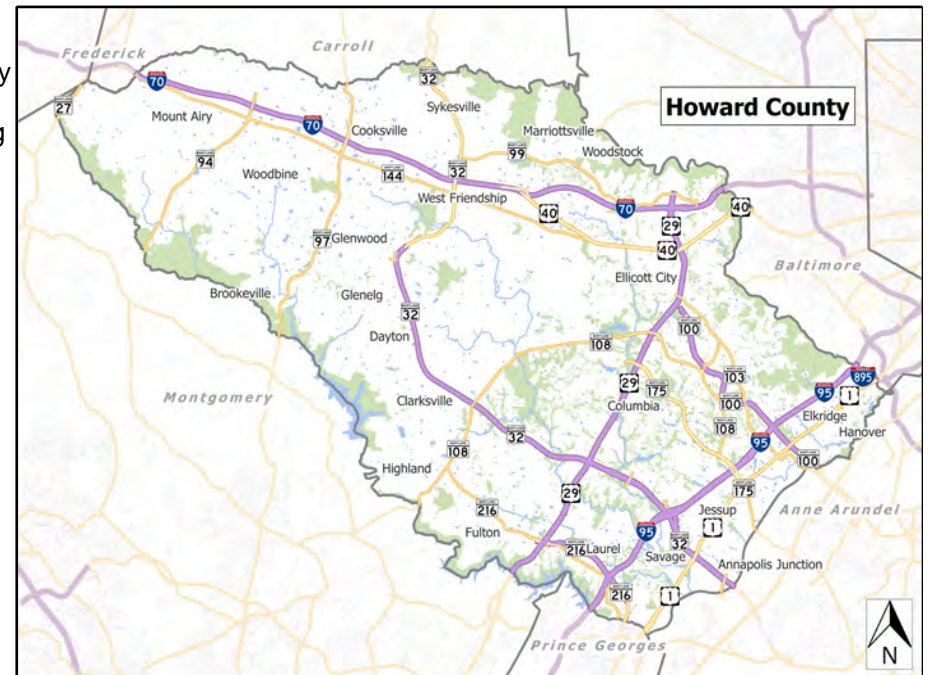 y
g
Frederick
Carroll
Howard County
27
MARYLAND
70
70
32
Sykesville
Mount Airy
Cooksville
Marriottsville
Woodstock
99
94
32
144
Woodbine
West Friendship
40
70
40
29
40
97
Glenwood
Ellicott City
Baltimore
Brookeville
Glenelg
32
Dayton
100
108
Montgomery
29
175
103
95
895
1
Clarksville
Columbia
100
Elkridge
Hanover
108
32
108
95
100
Highland
29
175
216
Jessup
Anne Arundel
Fulton
95
1
216
Laurel
Savage
32
Annapolis Junction
216
1
Prince Georges
N